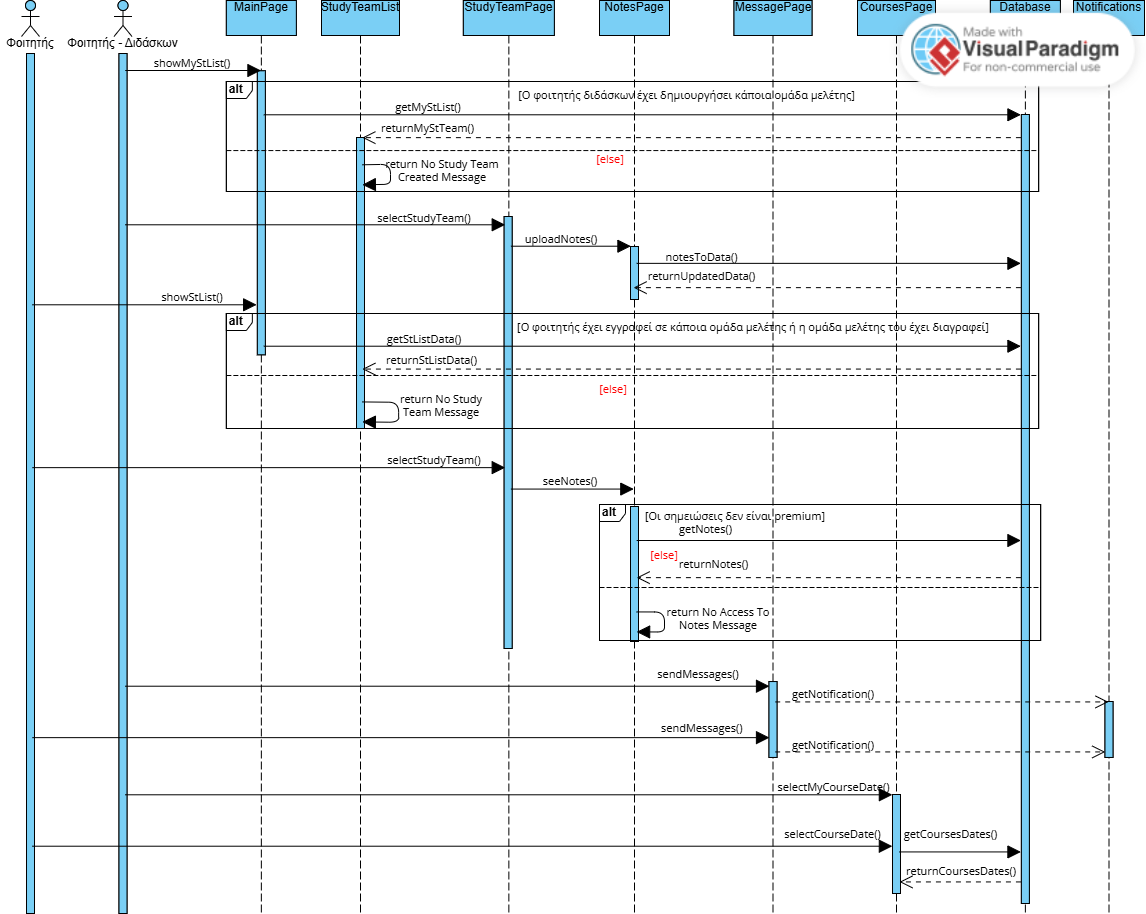 MainPage
StudyTeamList
StudyTeamPage
NotesPage
MessagePage
CoursesPage
Database
Notifications
Φοιτητής
Φοιτητής - Διδάσκων
Made with
VisualParadigm
For non-commercial use
showMyStList()
alt
[Ο φοιτητής διδάσκων έχει δημιουργήσει κάποια ομάδα μελέτης]
getMyStList()
returnMyStTeam()
[else]
return No Study Team
Created Message
selectStudyTeam()
uploadNotes()
notesToData()
returnUpdatedData()
showStList()
alt
[Ο φοιτητής έχει εγγραφεί σε κάποια ομάδα μελέτης ή η ομάδα μελέτης του έχει διαγραφεί]
getStListData()
returnStListData()
[else]
return No Study
Team Message
selectStudyTeam()
seeNotes()
alt
[Οι σημειώσεις δεν είναι premium]
getNotes()
[else]
returnNotes()
return No Access To
Notes Message
sendMessages()
getNotification()
sendMessages()
getNotification()
selectMyCourseDate()
selectCourseDate()
getCoursesDates()
returnCoursesDates()